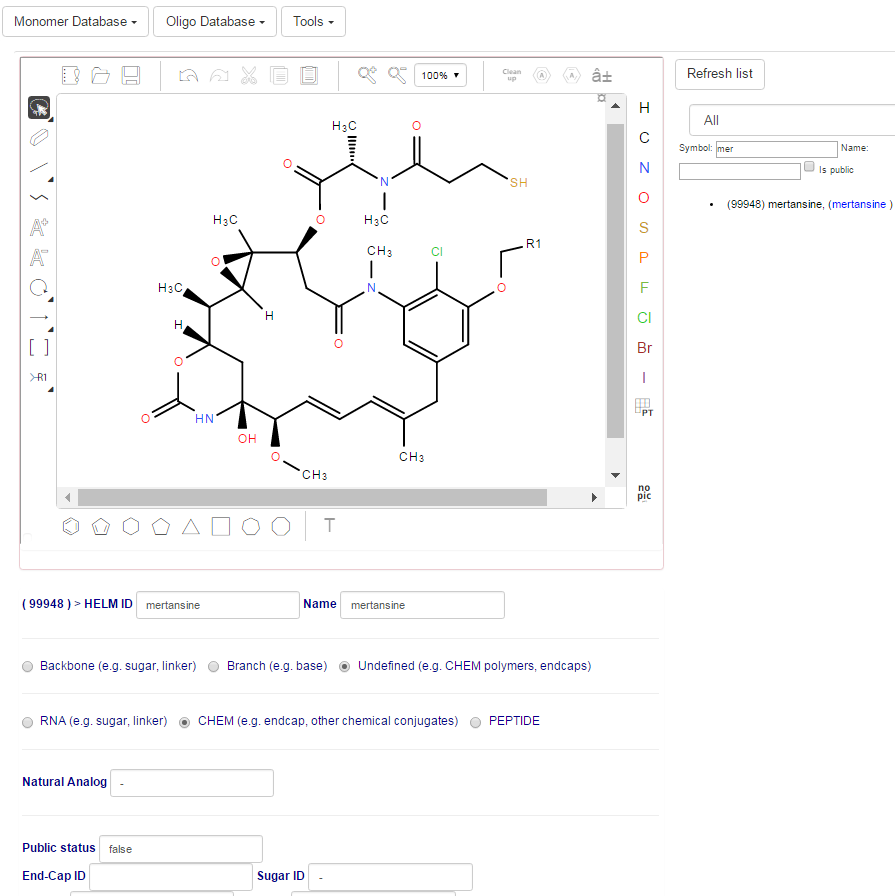 Monomer Database Oligo Database Tools
100% Clean up A A â±
Refresh list
All
Symbol: mer Name:
Is public
• (99948) mertansine, (mertansine )
H
C
N
O
S
P
F
Cl
Br
I
PT
no pic
A+
A-
[ ]
R1
H₃C O
O N SH
H₃C O H₃C
O CH₃ Cl R1
H₃C N O
H H
O O
O HN OH
O CH₃ CH₃
T
( 99948 ) > HELM ID mertansine Name mertansine
Backbone (e.g. sugar, linker) Branch (e.g. base) Undefined (e.g. CHEM polymers, endcaps)
RNA (e.g. sugar, linker) CHEM (e.g. endcap, other chemical conjugates) PEPTIDE
Natural Analog -
Public status false
End-Cap ID Sugar ID -